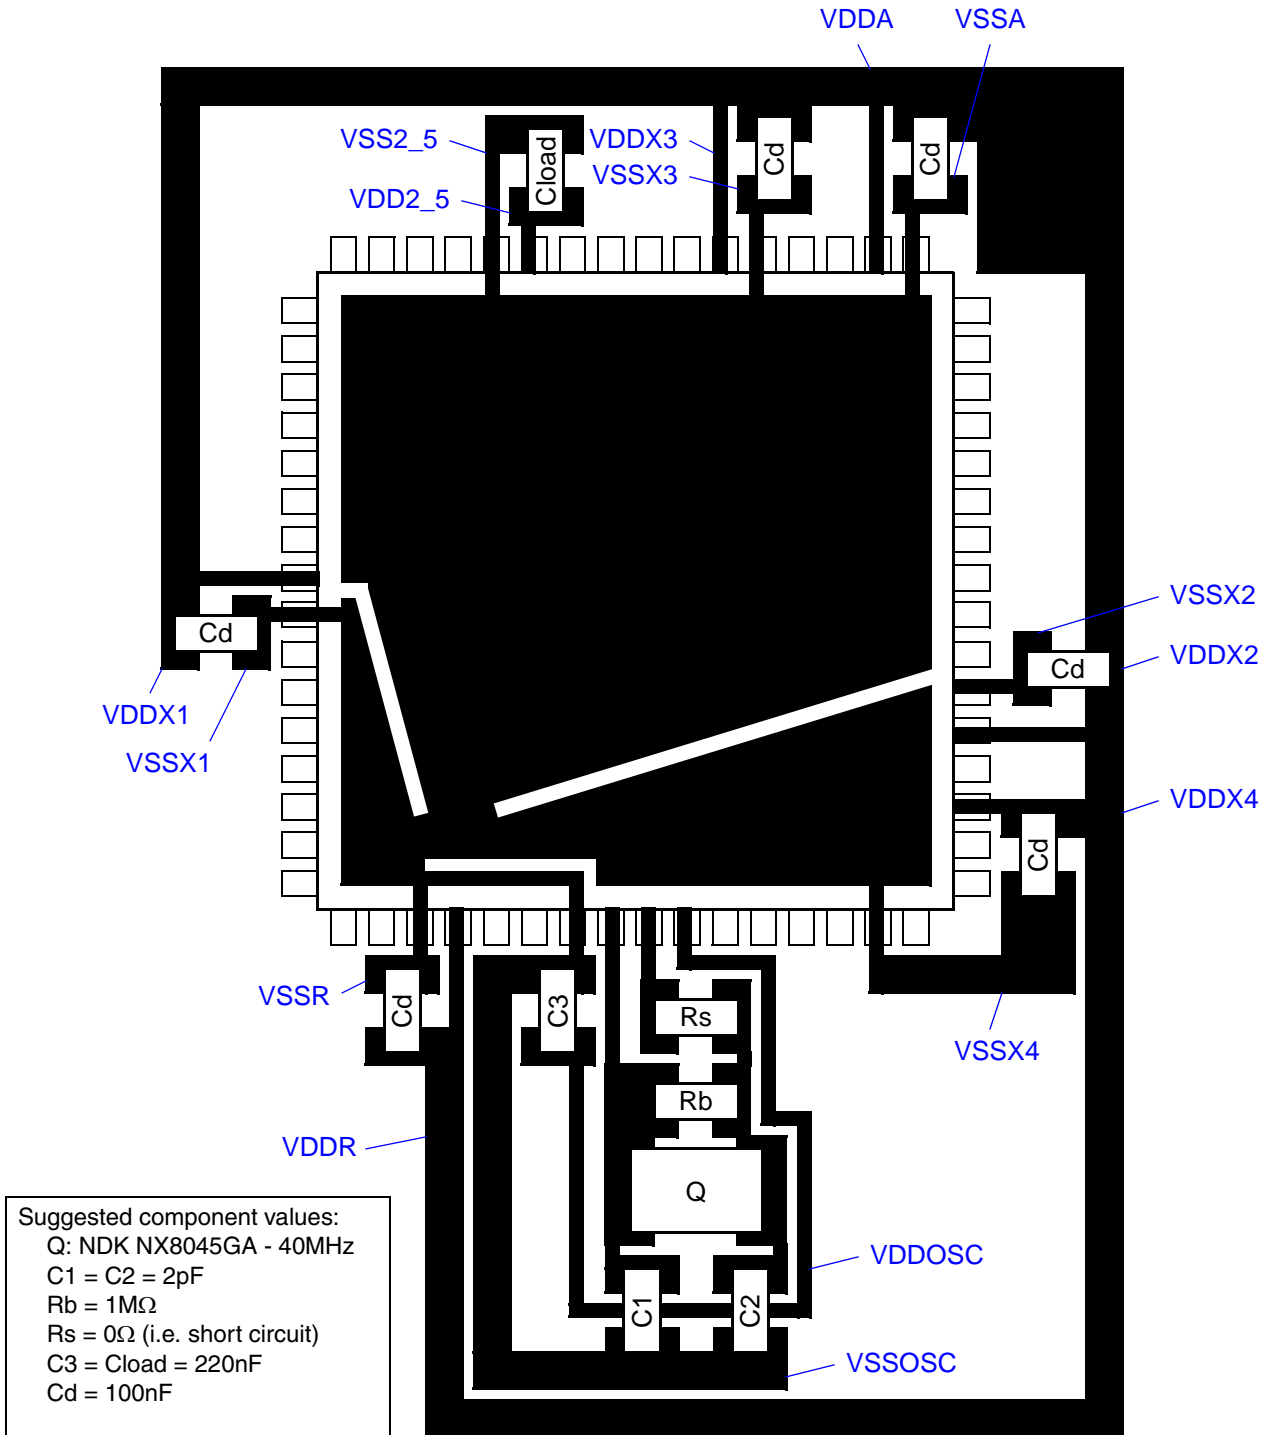 VDDA VSSA
VSS2_5
Cload
VDDX3
Cd
Cd
VSSX3
VDD2_5
VSSX2
Cd
VDDX2
Cd
VDDX1
VSSX1
VDDX4
Cd
VSSR
Cd
C3
Rs
VSSX4
Rb
VDDR
Q
VDDOSC
C1
C2
VSSOSC
Suggested component values:
Q: NDK NX8045GA - 40MHz
C1 = C2 = 2pF
Rb = 1MΩ
Rs = 0Ω (i.e. short circuit)
C3 = Cload = 220nF
Cd = 100nF